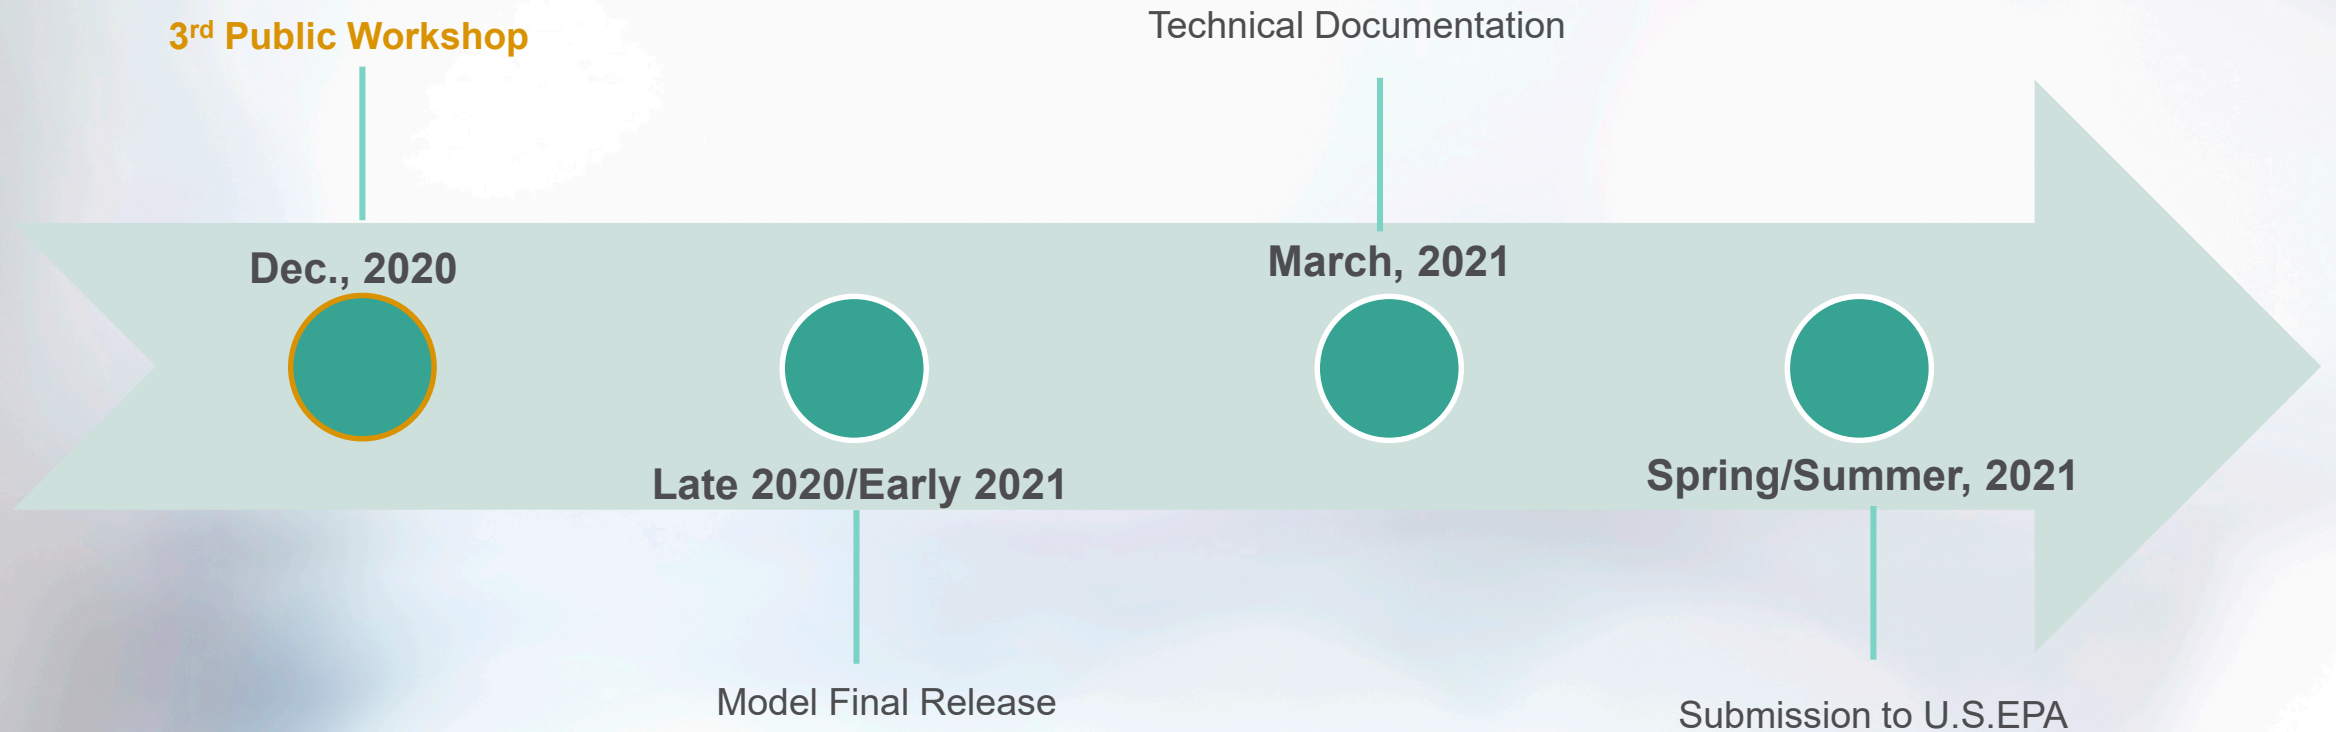 3rd Public Workshop
Technical Documentation
Dec., 2020
March, 2021
Late 2020/Early 2021
Spring/Summer, 2021
Model Final Release
Submission to U.S.EPA